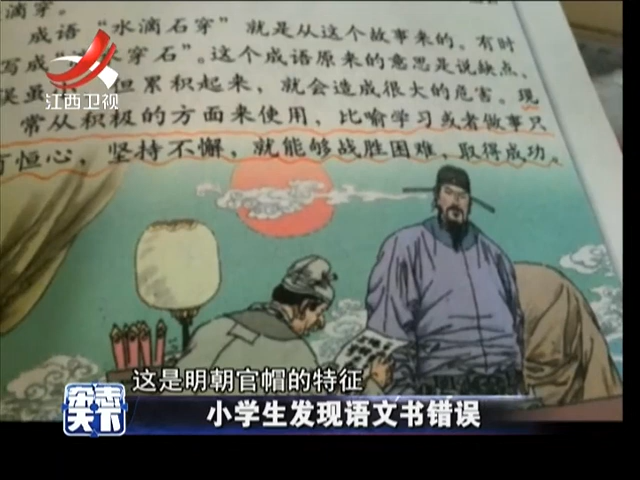 滴穿。
成语“水滴石穿”就是从这个故事来的。有时
写成“穿石”。这个成语原来的意思是说缺点、
误虽但累积起来，就会造成很大的危害。现
常从积极的方面来使用，比喻学习或者做事只
有恒心，坚持不懈，就能够战胜困难，取得成功。
江西卫视
这是明朝官帽的特征
小学生发现语文书错误